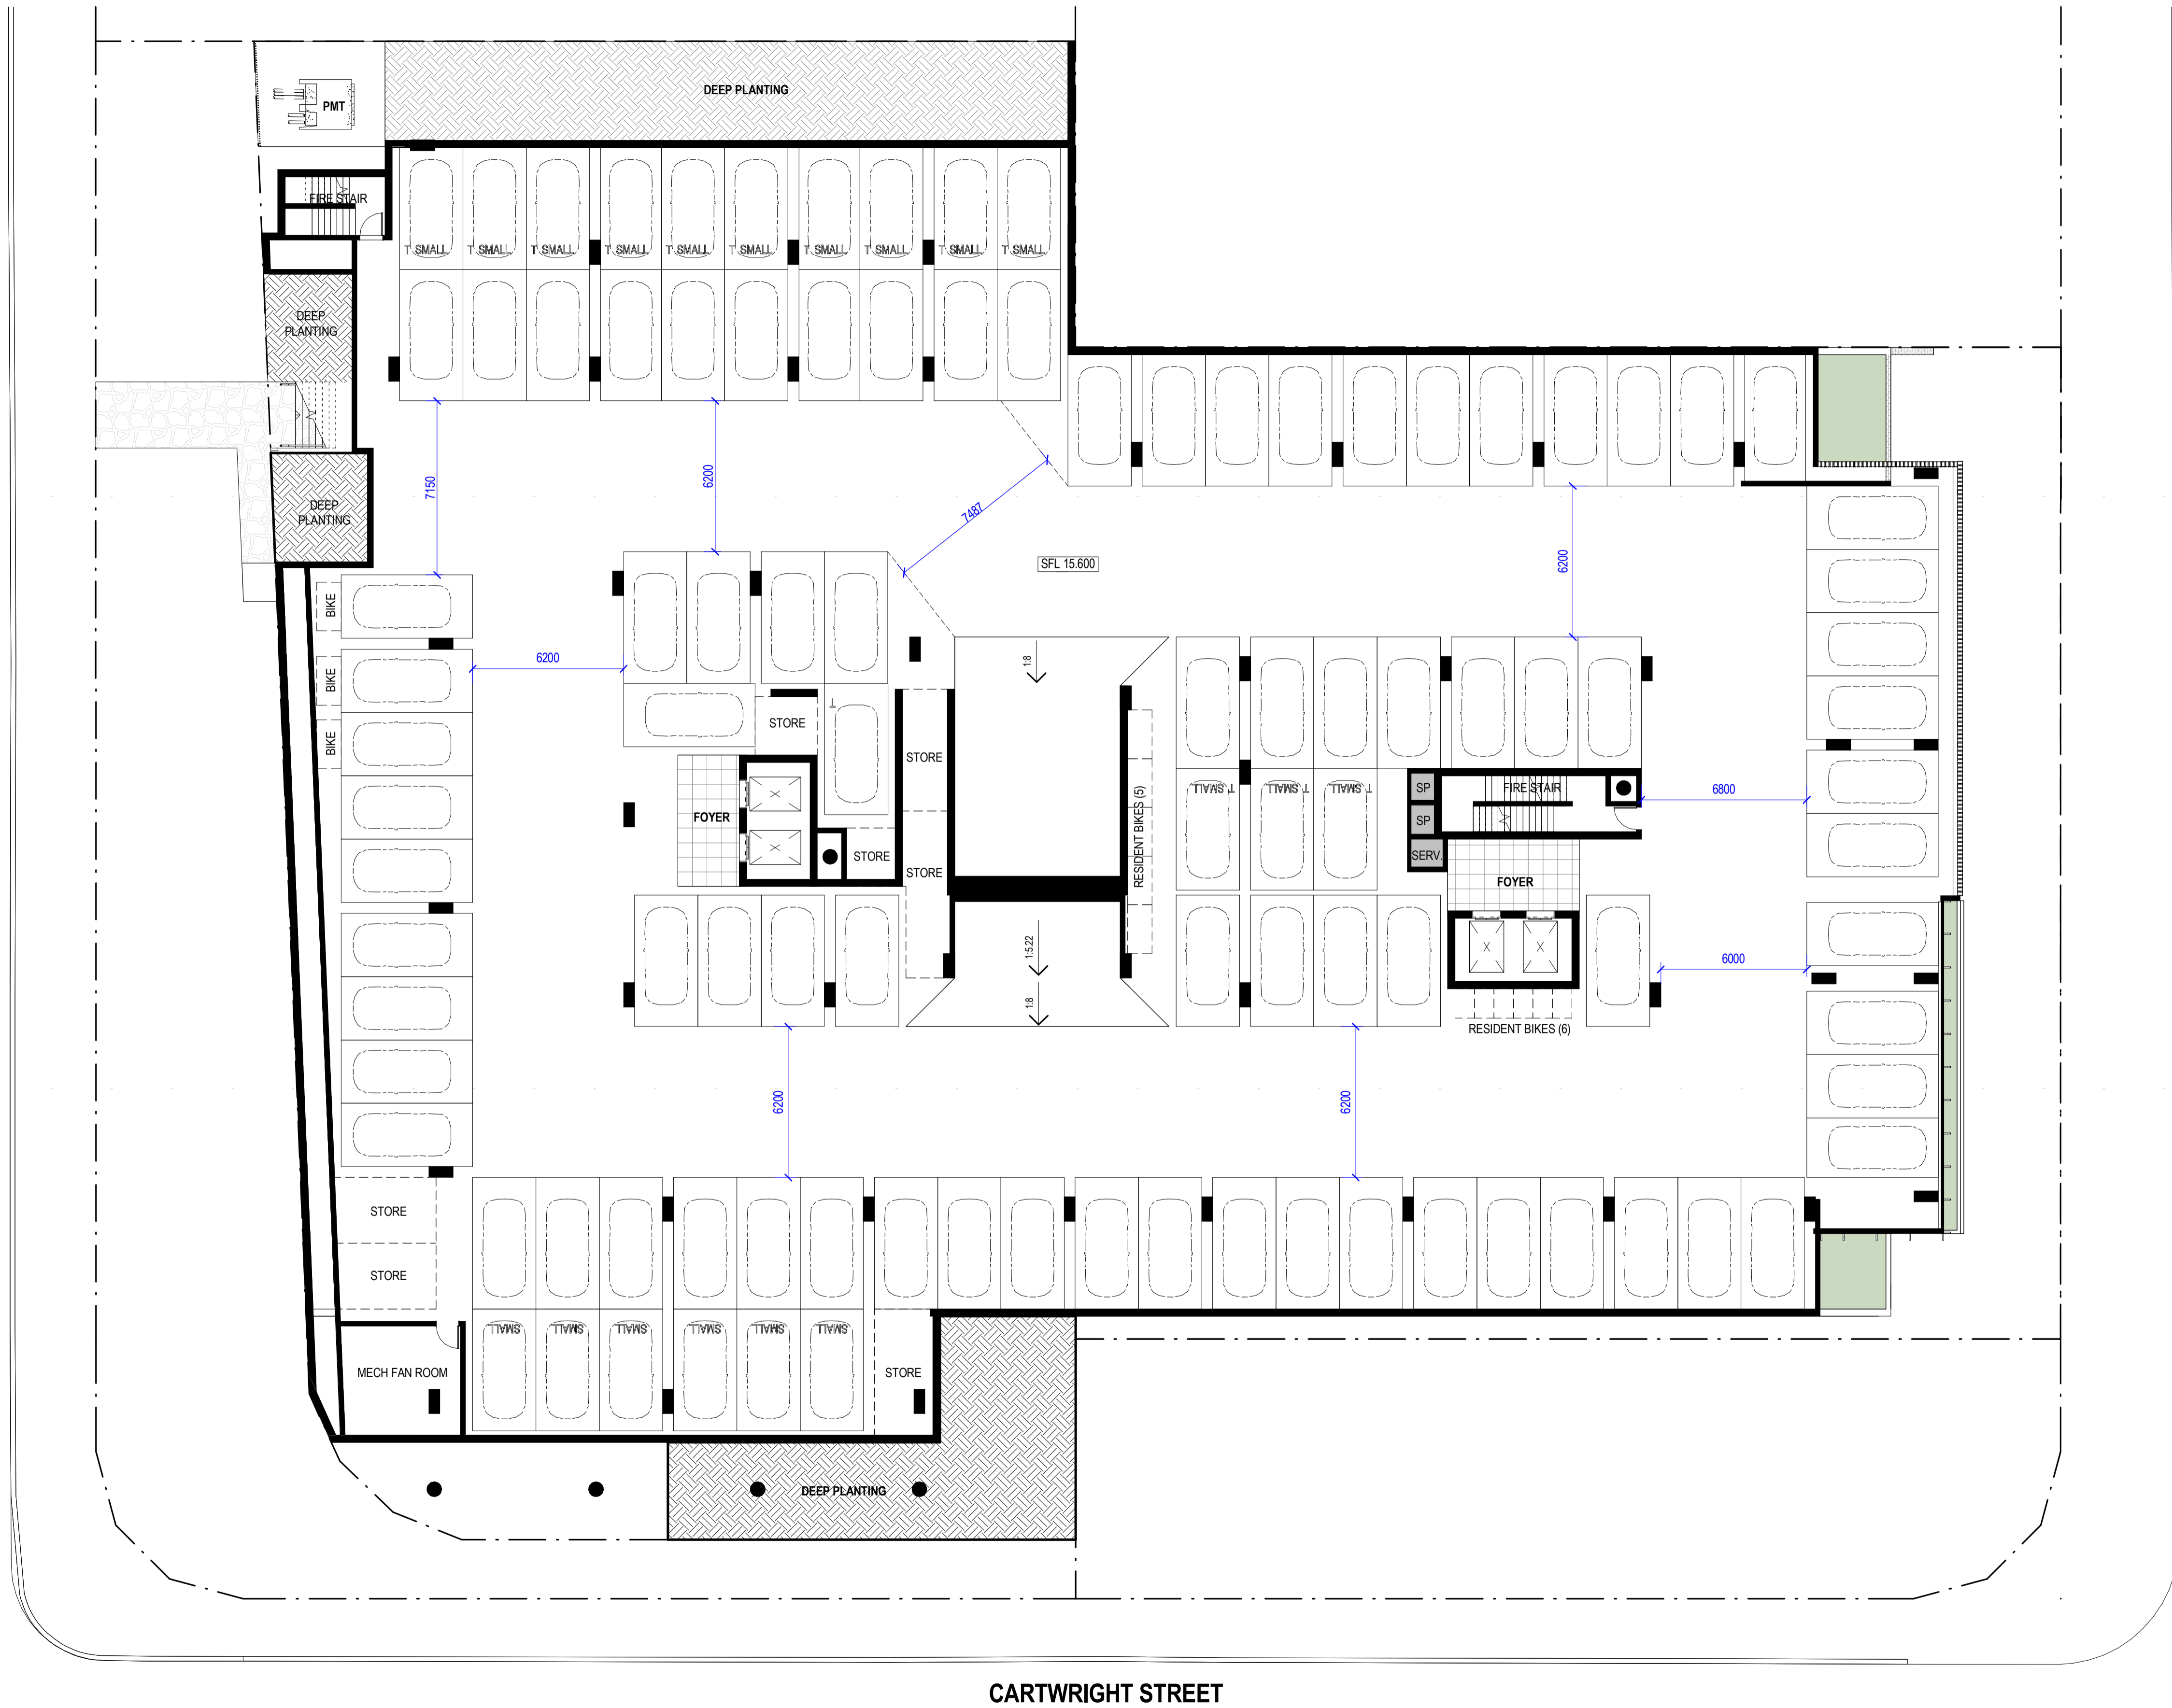 DEEP PLANTING
PMT
FIRE STAIR
T SMALL
T SMALL
T SMALL
T SMALL
T SMALL
T SMALL
T SMALL
T SMALL
T SMALL
T SMALL
DEEP
PLANTING
7150
6200
7487
DEEP
PLANTING
6200
SFL 15.600
BIKE
BIKE
BIKE
6200
1:8
T
STORE
STORE
FOYER
STORE
STORE
RESIDENT BIKES (5)
T SMALL
T SMALL
T SMALL
SP
SP
SERV.
FIRE STAIR
6800
FOYER
1:5.22
1:8
6000
RESIDENT BIKES (6)
6200
6200
STORE
STORE
SMALL
SMALL
SMALL
SMALL
SMALL
SMALL
MECH FAN ROOM
STORE
DEEP PLANTING
CARTWRIGHT STREET